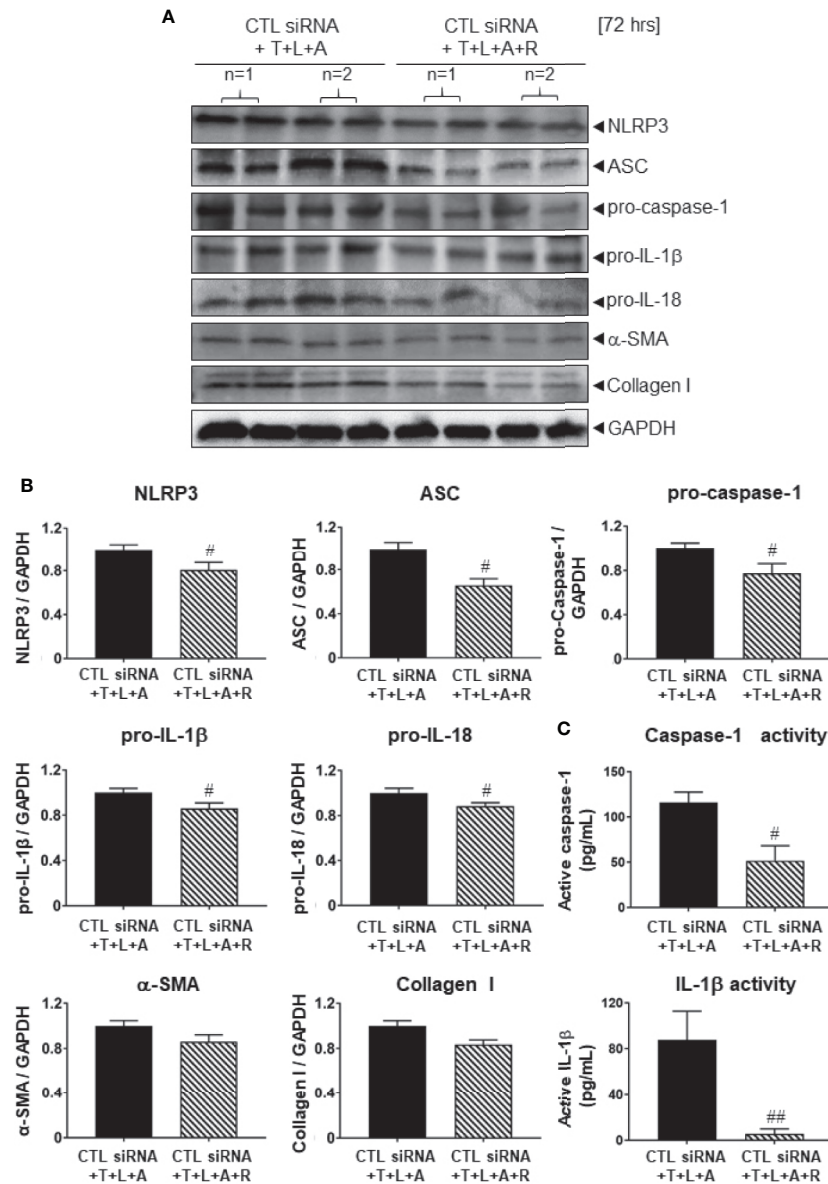 A
CTL siRNA CTL siRNA [72 hrs]
+ T+L+A + T+L+A+R
n=1 n=2 n=1 n=2
NLRP3
ASC
pro-caspase-1
pro-IL-1β
pro-IL-18
α-SMA
Collagen I
GAPDH
B
NLRP3
NLRP3 / GAPDH
1.2
0.8
0.4
0
#
CTL siRNA CTL siRNA
+T+L+A +T+L+A+R
ASC
ASC / GAPDH
1.2
0.8
0.4
0
#
CTL siRNA CTL siRNA
+T+L+A +T+L+A+R
pro-caspase-1
pro-Caspase-1 /
GAPDH
1.2
0.8
0.4
0
#
CTL siRNA CTL siRNA
+T+L+A +T+L+A+R
pro-IL-1β
pro-IL-1β / GAPDH
1.2
0.8
0.4
0
#
CTL siRNA CTL siRNA
+T+L+A +T+L+A+R
pro-IL-18
pro-IL-18 / GAPDH
1.2
0.8
0.4
0
#
CTL siRNA CTL siRNA
+T+L+A +T+L+A+R
C
Caspase-1 activity
Active caspase-1
(pg/mL)
150
100
50
0
#
CTL siRNA CTL siRNA
+T+L+A +T+L+A+R
α-SMA
α-SMA / GAPDH
1.2
0.8
0.4
0
CTL siRNA CTL siRNA
+T+L+A +T+L+A+R
Collagen I
Collagen I / GAPDH
1.2
0.8
0.4
0
CTL siRNA CTL siRNA
+T+L+A +T+L+A+R
IL-1β activity
Active IL-1β
(pg/mL)
120
80
40
0
##
CTL siRNA CTL siRNA
+T+L+A +T+L+A+R